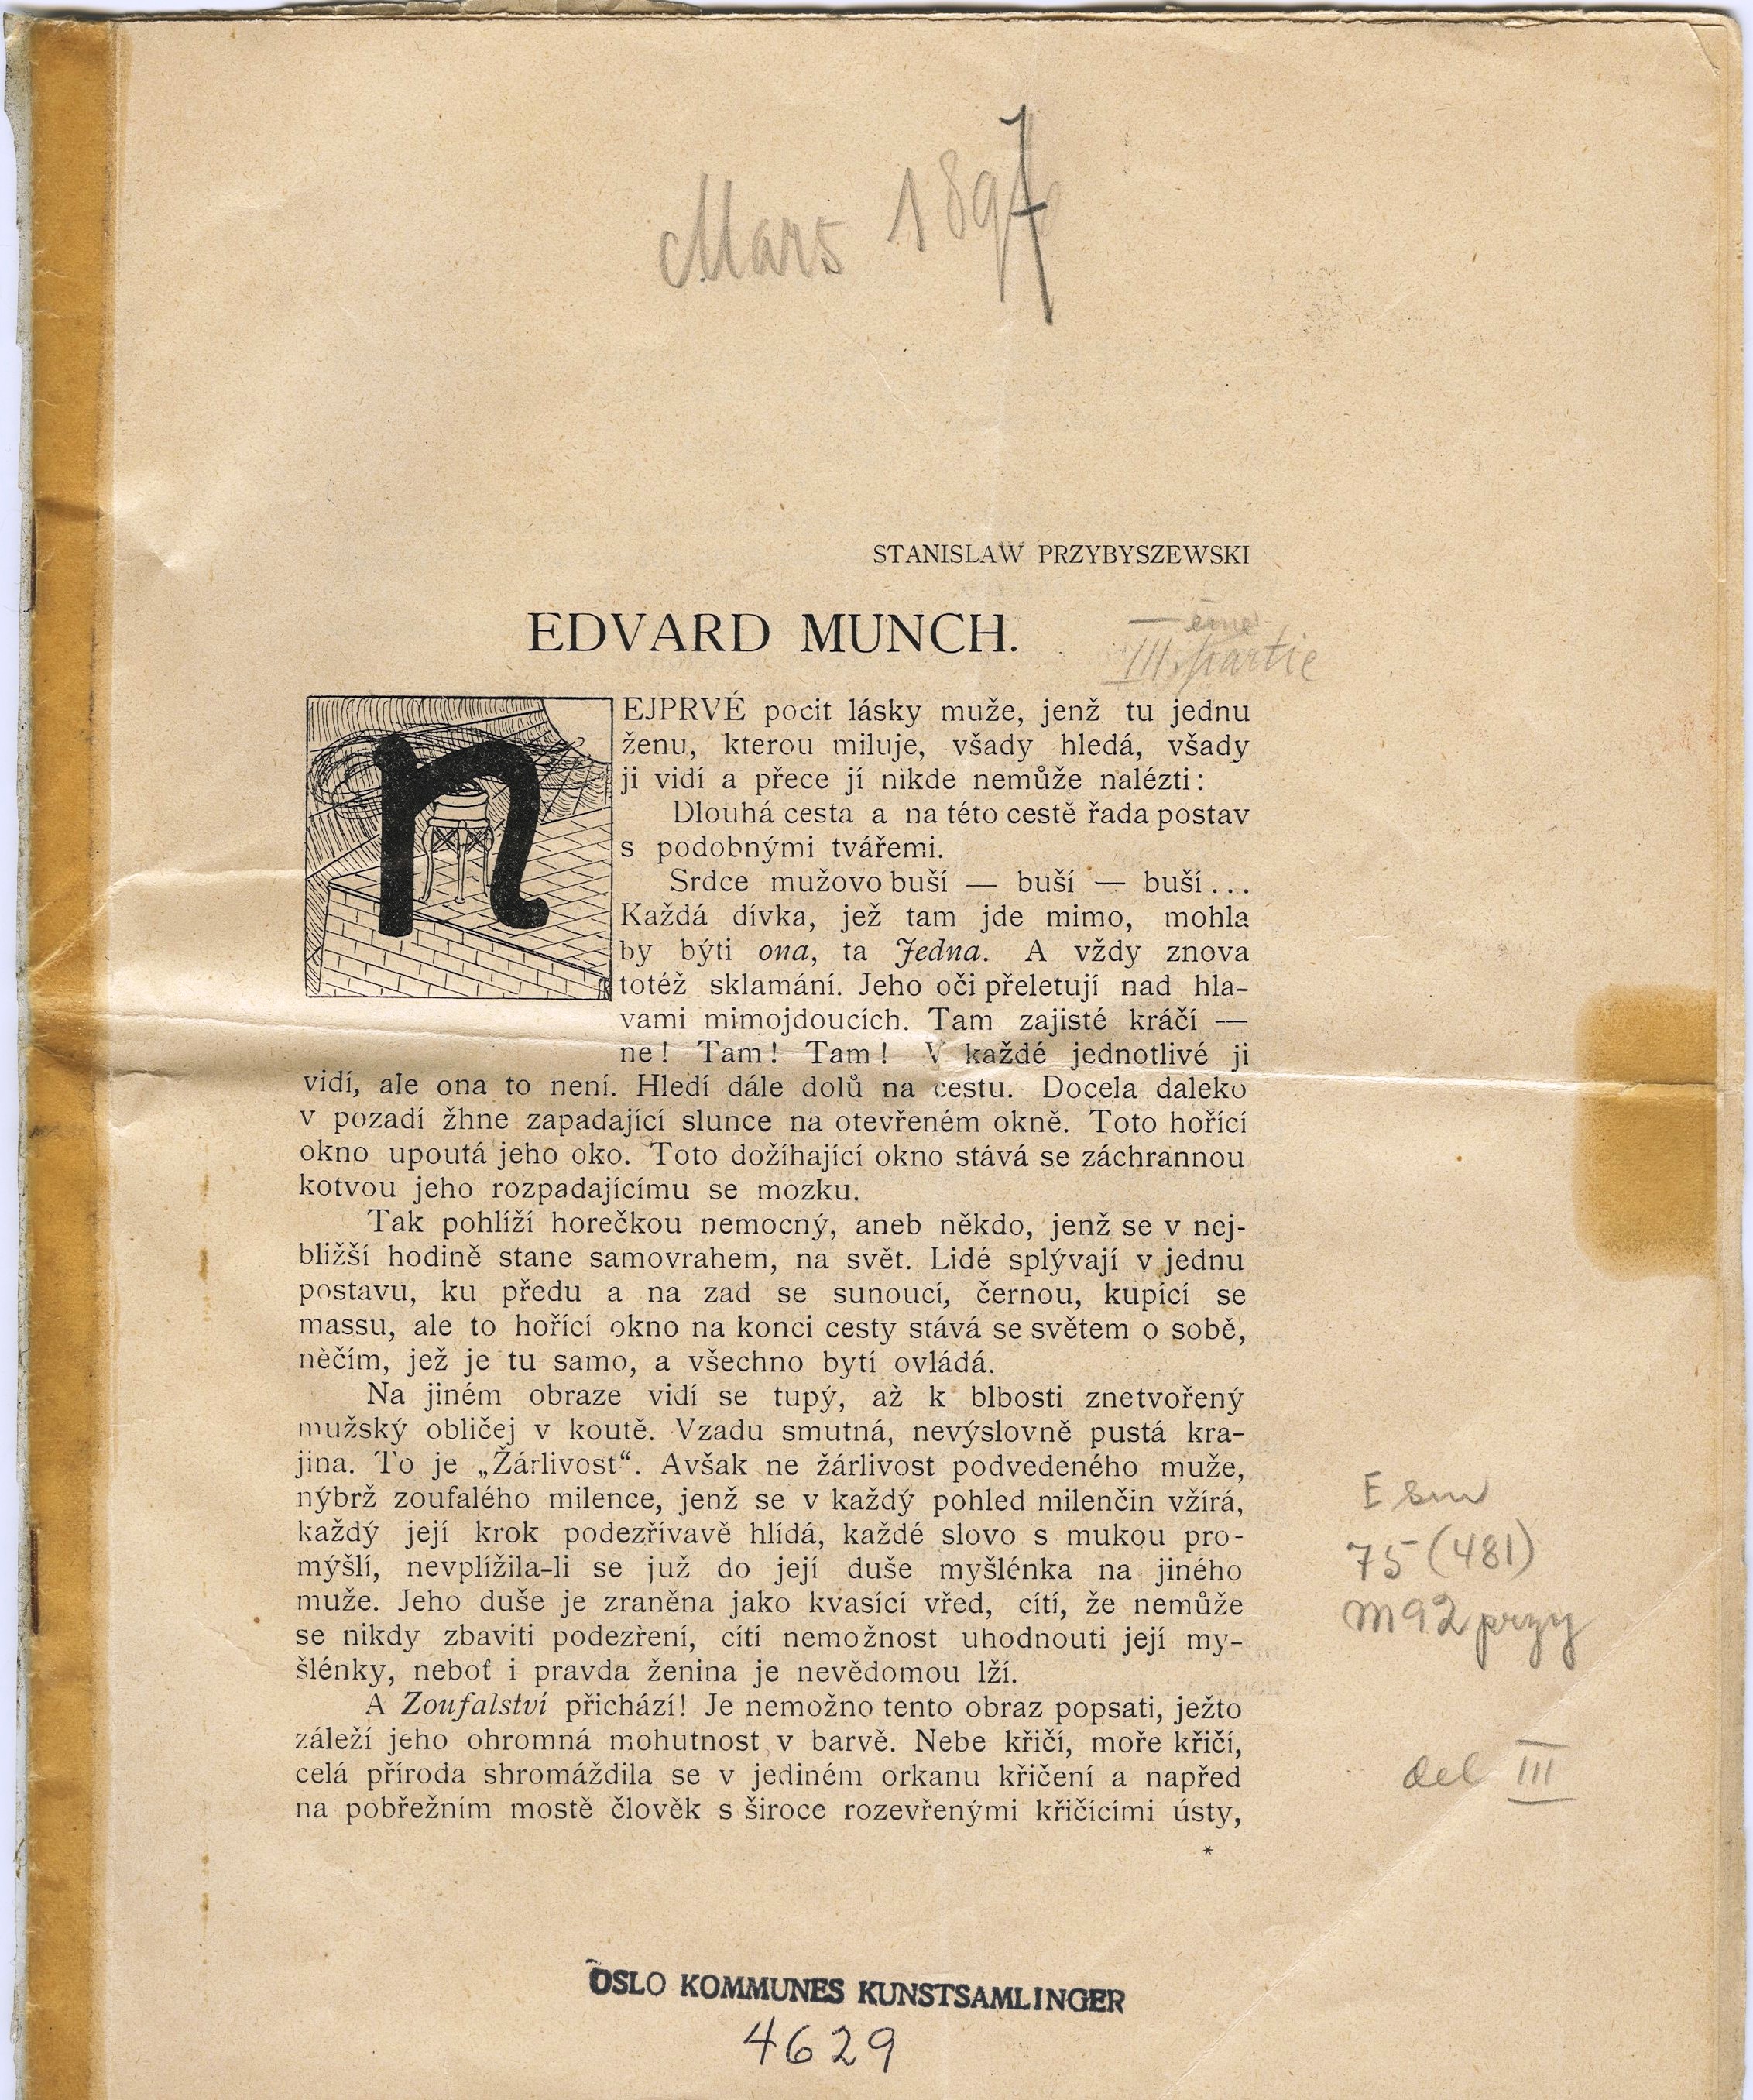 Mars 1897
STANISLAW PRZYBYSZEWSKI
EDVARD MUNCH.
ème
III. partie
NEJPRVÉ pocit lásky muže, jenž tu jednu
ženu, kterou miluje, všady hledá, všady
ji vidí a přece jí nikde nemůže nalézti:
Dlouhá cesta a na této cestě řada postav
s podobnými tvářemi.
Srdce mužovo buší — buší — buší...
Každá dívka, jež tam jde mimo, mohla
by býti ona, ta Jedna. A vždy znova
totéž sklamání. Jeho oči přeletují nad hla-
vami mimojdoucích. Tam zajisté kráčí —
ne! Tam! Tam! V každé jednotlivé ji
vidí, ale ona to není. Hledí dále dolů na cestu. Docela daleko
v pozadí žhne zapadající slunce na otevřeném okně. Toto hořící
okno upoutá jeho oko. Toto dožíhající okno stává se záchrannou
kotvou jeho rozpadajícímu se mozku.
Tak pohlíží horečkou nemocný, aneb někdo, jenž se v nej-
bližší hodině stane samovrahem, na svět. Lidé splývají v jednu
postavu, ku předu a na zad se sunoucí, černou, kupící se
massu, ale to hořící okno na konci cesty stává se světem o sobě,
něčím, jež je tu samo, a všechno bytí ovládá.
Na jiném obraze vidí se tupý, až k blbosti znetvořený
mužský obličej v koutě. Vzadu smutná, nevýslovně pustá kra-
jina. To je „Žárlivost“. Avšak ne žárlivost podvedeného muže,
nýbrž zoufalého milence, jenž se v každý pohled milenčin vžírá,
každý její krok podezřívavě hlídá, každé slovo s mukou pro-
mýšlí, nevplížila-li se již do její duše myšlénka na jiného
muže. Jeho duše je zraněna jako kvasící vřed, cítí, že nemůže
se nikdy zbaviti podezření, cítí nemožnost uhodnouti její my-
šlénky, neboť i pravda ženina je nevědomou lží.
A Zoufalství přichází! Je nemožno tento obraz popsati, ježto
záleží jeho ohromná mohutnost v barvě. Nebe křičí, moře křičí,
celá příroda shromáždila se v jediném orkanu křičení a napřed
na pobřežním mostě člověk s široce rozevřenými křičícími ústy,
*
E sm
75 (481)
M92 przy
del III
OSLO KOMMUNES KUNSTSAMLINGER
4629